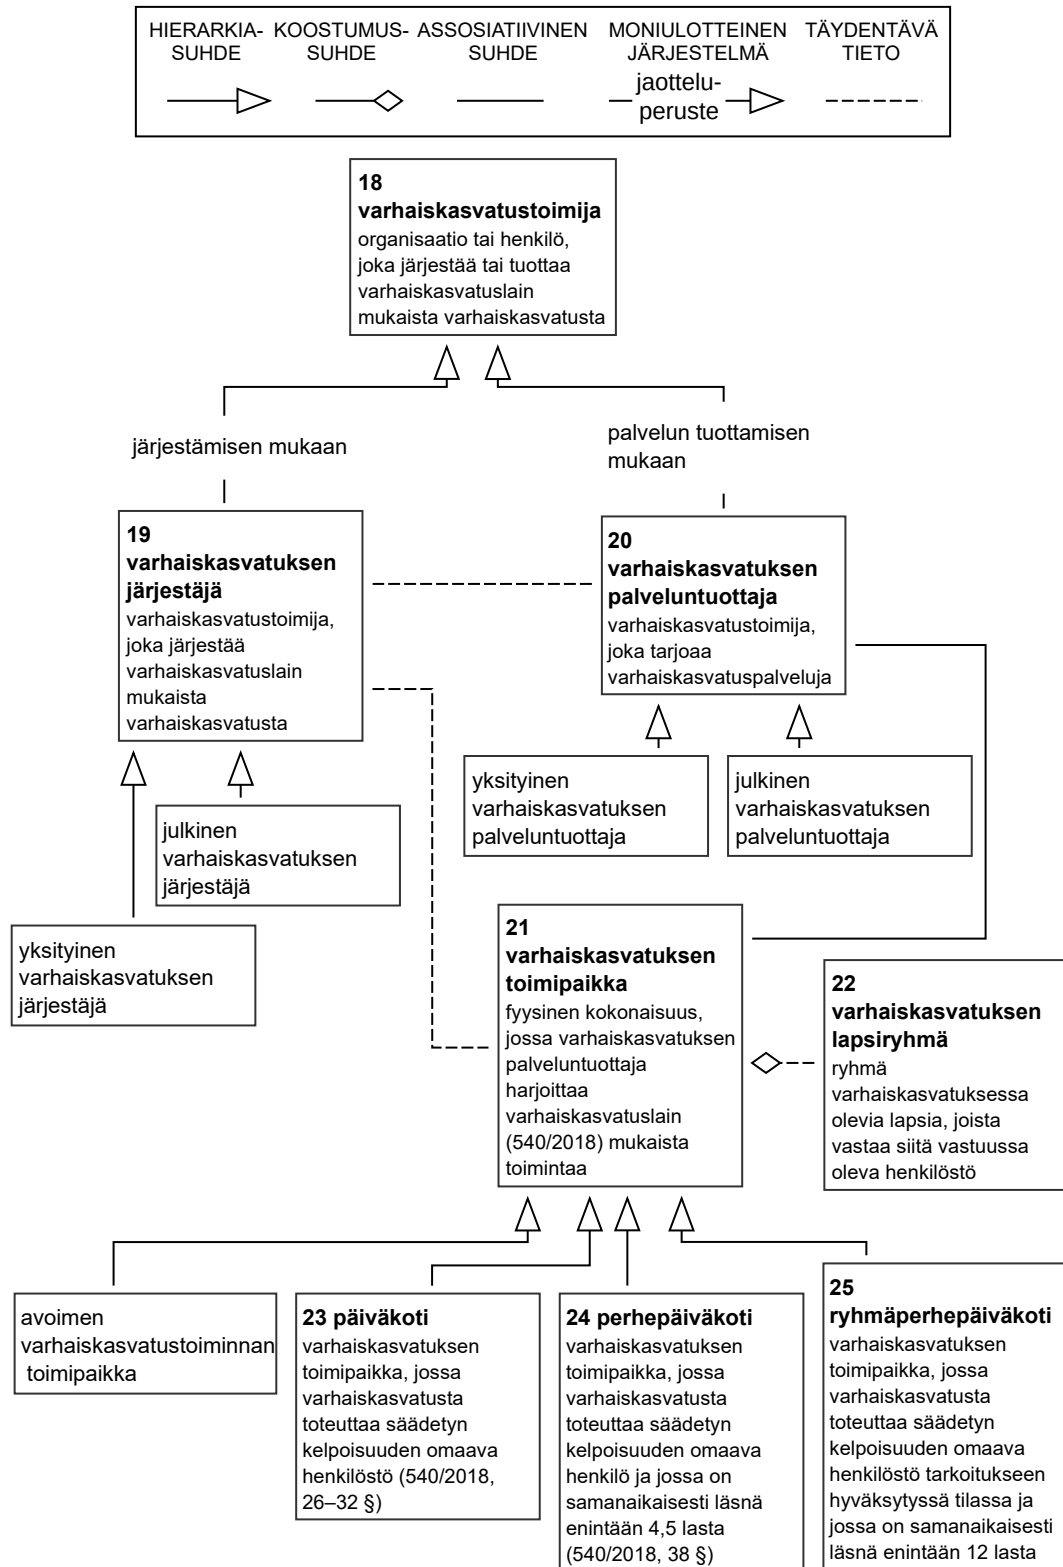 HIERARKIA-
SUHDE
KOOSTUMUS-
SUHDE
ASSOSIATIIVINEN
SUHDE
MONIULOTTEINEN
JÄRJESTELMÄ
jaottelu-
peruste
TÄYDENTÄVÄ
TIETO
18
varhaiskasvatustoimija
organisaatio tai henkilö,
joka järjestää tai tuottaa
varhaiskasvatuslain
mukaista varhaiskasvatusta
järjestämisen mukaan
palvelun tuottamisen
mukaan
19
varhaiskasvatuksen
järjestäjä
varhaiskasvatustoimija,
joka järjestää
varhaiskasvatuslain
mukaista
varhaiskasvatusta
20
varhaiskasvatuksen
palveluntuottaja
varhaiskasvatustoimija,
joka tarjoaa
varhaiskasvatuspalveluja
yksityinen
varhaiskasvatuksen
palveluntuottaja
julkinen
varhaiskasvatuksen
palveluntuottaja
julkinen
varhaiskasvatuksen
järjestäjä
yksityinen
varhaiskasvatuksen
järjestäjä
21
varhaiskasvatuksen
toimipaikka
fyysinen kokonaisuus,
jossa varhaiskasvatuksen
palveluntuottaja
harjoittaa
varhaiskasvatuslain
(540/2018) mukaista
toimintaa
22
varhaiskasvatuksen
lapsiryhmä
ryhmä
varhaiskasvatuksessa
olevia lapsia, joista
vastaa siitä vastuussa
oleva henkilöstö
avoimen
varhaiskasvatustoiminnan
toimipaikka
23 päiväkoti
varhaiskasvatuksen
toimipaikka, jossa
varhaiskasvatusta
toteuttaa säädetyn
kelpoisuuden omaava
henkilöstö (540/2018,
26–32 §)
24 perhepäiväkoti
varhaiskasvatuksen
toimipaikka, jossa
varhaiskasvatusta
toteuttaa säädetyn
kelpoisuuden omaava
henkilö ja jossa on
samanaikaisesti läsnä
enintään 4,5 lasta
(540/2018, 38 §)
25
ryhmäperhepäiväkoti
varhaiskasvatuksen
toimipaikka, jossa
varhaiskasvatusta
toteuttaa säädetyn
kelpoisuuden omaava
henkilöstö tarkoitukseen
hyväksytyssä tilassa ja
jossa on samanaikaisesti
läsnä enintään 12 lasta